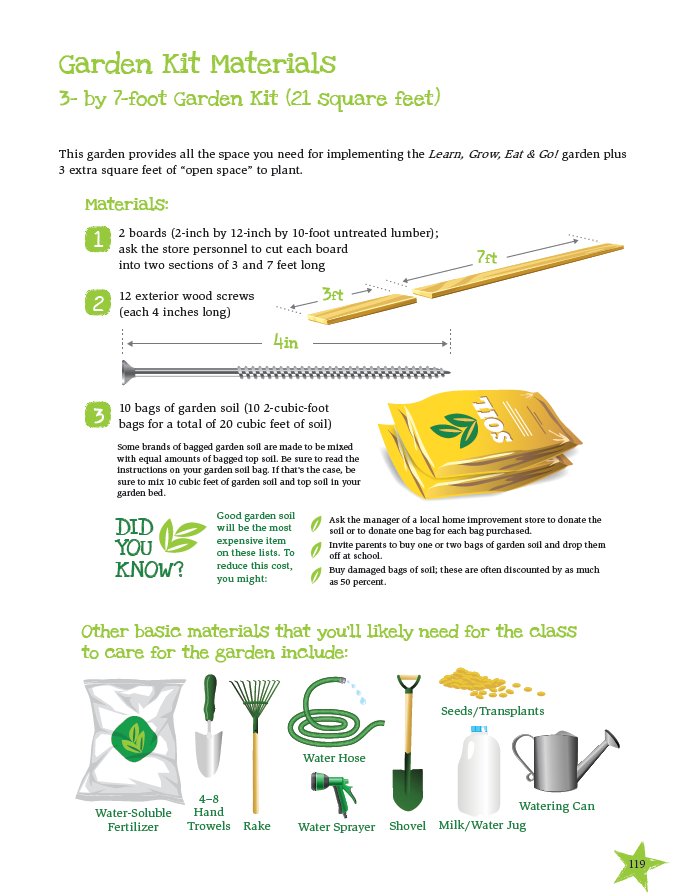 Garden Kit Materials
3- by 7-foot Garden Kit (21 square feet)
This garden provides all the space you need for implementing the Learn, Grow, Eat & Go! garden plus
3 extra square feet of “open space” to plant.
Materials:
1
2 boards (2-inch by 12-inch by 10-foot untreated lumber);
ask the store personnel to cut each board
into two sections of 3 and 7 feet long
7ft
3ft
2
12 exterior wood screws
(each 4 inches long)
4in
3
10 bags of garden soil (10 2-cubic-foot
bags for a total of 20 cubic feet of soil)
SOIL
Some brands of bagged garden soil are made to be mixed
with equal amounts of bagged top soil. Be sure to read the
instructions on your garden soil bag. If that’s the case, be
sure to mix 10 cubic feet of garden soil and top soil in your
garden bed.
DID
YOU
KNOW?
Good garden soil
will be the most
expensive item
on these lists. To
reduce this cost,
you might:
Ask the manager of a local home improvement store to donate the
soil or to donate one bag for each bag purchased.
Invite parents to buy one or two bags of garden soil and drop them
off at school.
Buy damaged bags of soil; these are often discounted by as much
as 50 percent.
Other basic materials that you’ll likely need for the class
to care for the garden include:
Water-Soluble
Fertilizer
4–8
Hand
Trowels
Rake
Water Hose
Water Sprayer
Shovel
Seeds/Transplants
Milk/Water Jug
Watering Can
119